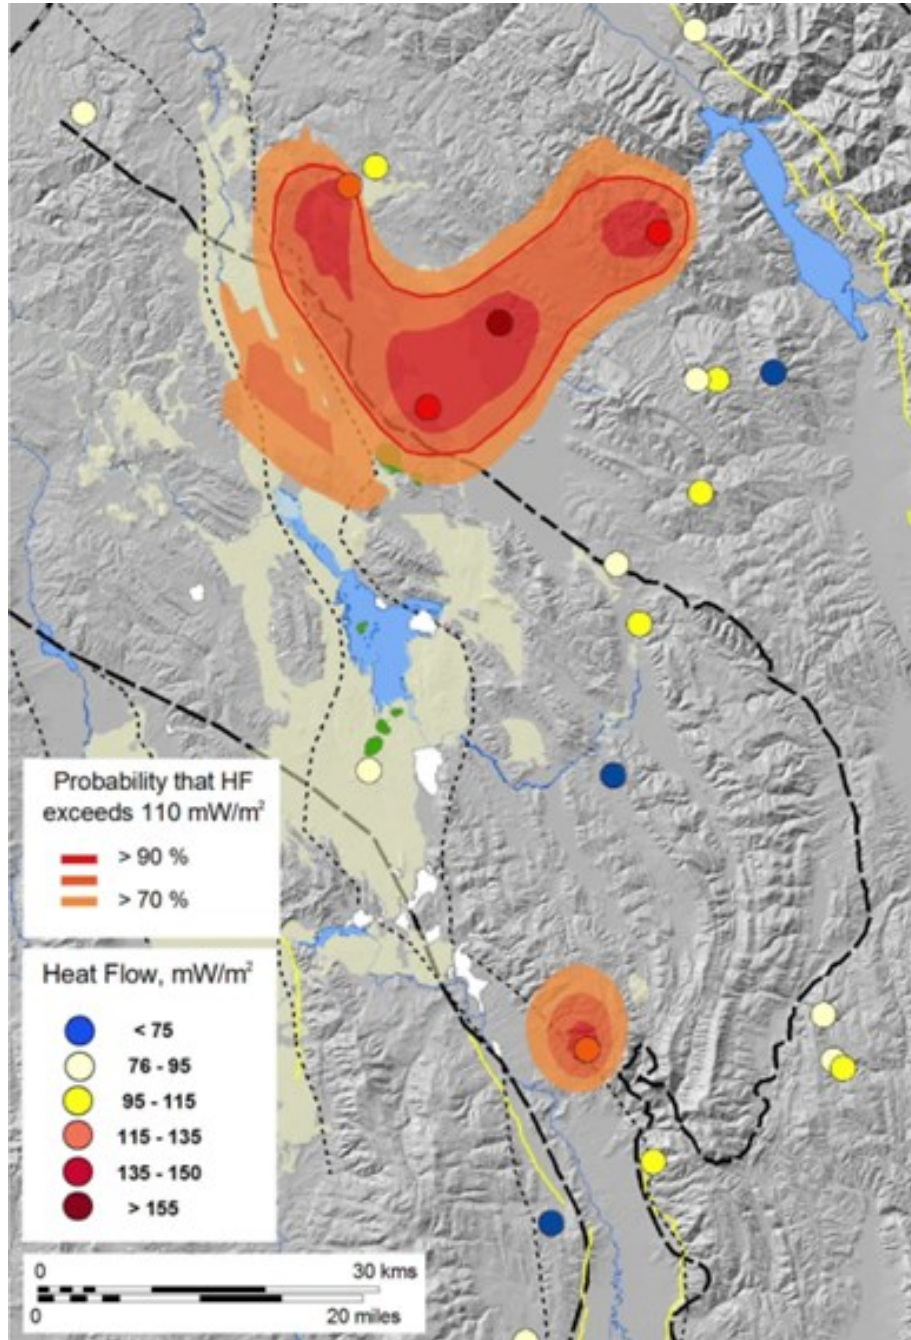 Probability that HF
exceeds 110 mW/m²
> 90 %
> 70 %
Heat Flow, mW/m²
< 75
76 - 95
95 - 115
115 - 135
135 - 150
> 155
0 30 kms
0 20 miles